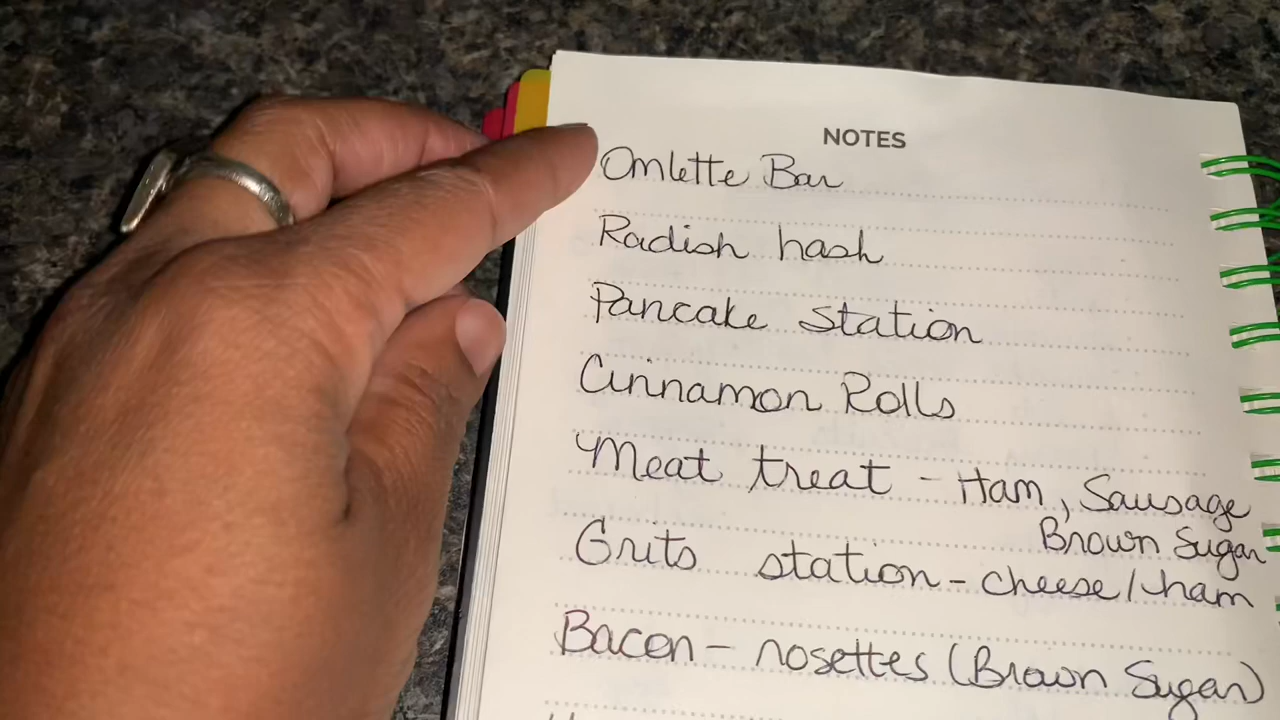 NOTES
Omlette Bar
Radish hash
Pancake station
Cinnamon Rolls
Meat treat - Ham, Sausage
Brown Sugar
Grits station - cheese/ham
Bacon - rosettes (Brown Sugar)